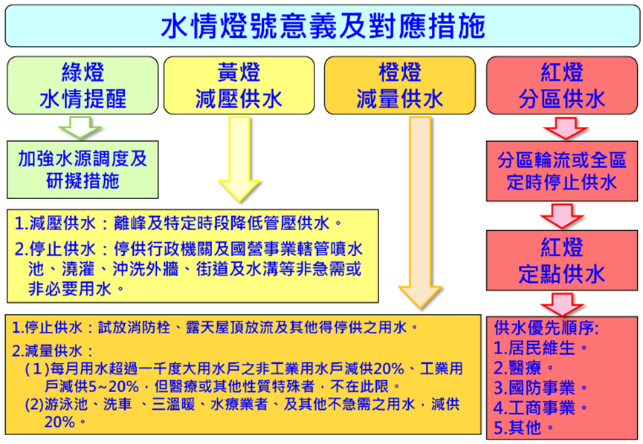 水情燈號意義及對應措施
綠燈
水情提醒
黃燈
減壓供水
橙燈
減量供水
紅燈
分區供水
加強水源調度及
研擬措施
分區輪流或全區
定時停止供水
1.減壓供水：離峰及特定時段降低管壓供水。
2.停止供水：停供行政機關及國營事業轄管噴水
池、澆灌、沖洗外牆、街道及水溝等非急需或
非必要用水。
紅燈
定點供水
1.停止供水：試放消防栓、露天屋頂放流及其他得停供之用水。
2.減量供水：
(1)每月用水超過一千度大用水戶之非工業用水戶減供20%、工業用
戶減供5~20%，但醫療或其他性質特殊者，不在此限。
(2)游泳池、洗車 、三溫暖、水療業者、及其他不急需之用水，減供
20%。
供水優先順序:
1.居民維生。
2.醫療。
3.國防事業。
4.工商事業。
5.其他。